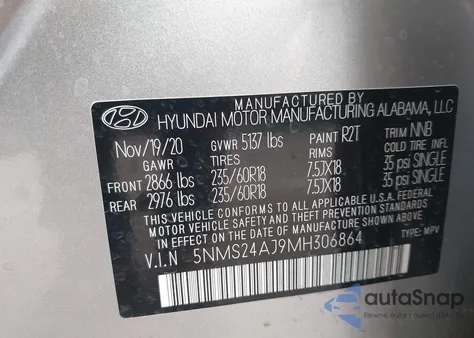 MANUFACTURED BY
HYUNDAI MOTOR MANUFACTURING ALABAMA, LLC
Nov/19/20 GVWR 5137 lbs PAINT R2T TRIM NNB
GAWR TIRES RIMS COLD TIRE INFL
FRONT 2866 lbs 235/60R18 7.5JX18 35 psi SINGLE
REAR 2976 lbs 235/60R18 7.5JX18 35 psi SINGLE
THIS VEHICLE CONFORMS TO ALL APPLICABLE U.S.A FEDERAL
MOTOR VEHICLE SAFETY AND THEFT PREVENTION
STANDARDS IN EFFECT ON THE DATE OF MANUFACTURE SHOWN ABOVE.
V.I.N 5NMS24AJ9MH306864 TYPE: MPV
autoSnap